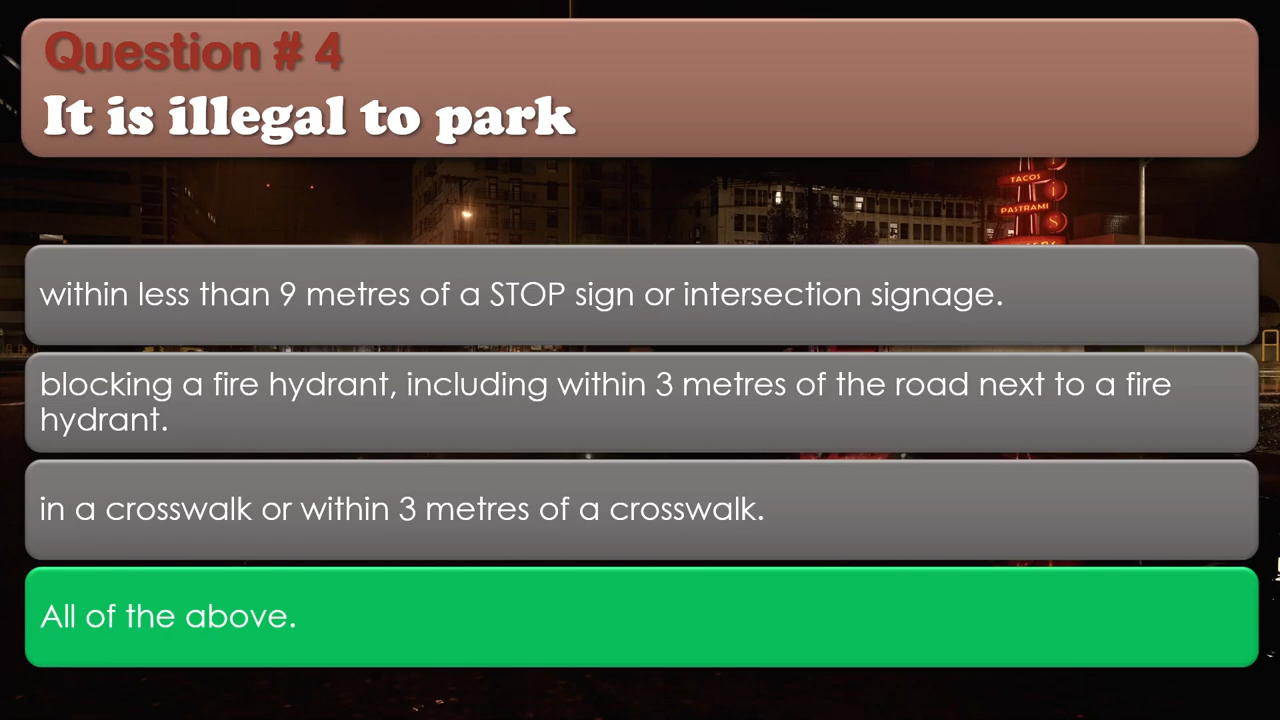 Question # 4
It is illegal to park
TACOS
PASTRAMI
within less than 9 metres of a STOP sign or intersection signage.
blocking a fire hydrant, including within 3 metres of the road next to a fire
hydrant.
in a crosswalk or within 3 metres of a crosswalk.
All of the above.